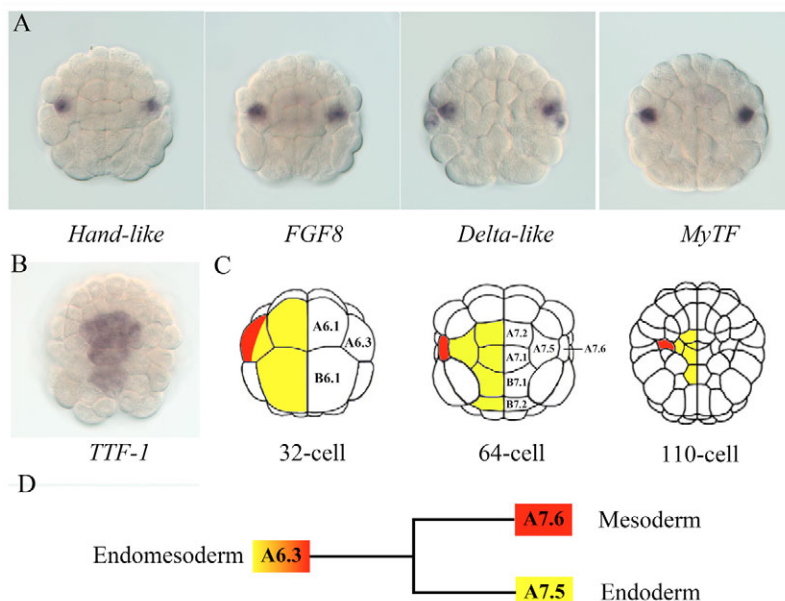 A
Hand-like FGF8 Delta-like MyTF
B
C
A6.1
A6.3
B6.1
A7.2
A7.1
A7.5
A7.6
B7.1
B7.2
TTF-1 32-cell 64-cell 110-cell
D
Endomesoderm A6.3
A7.6 Mesoderm
A7.5 Endoderm